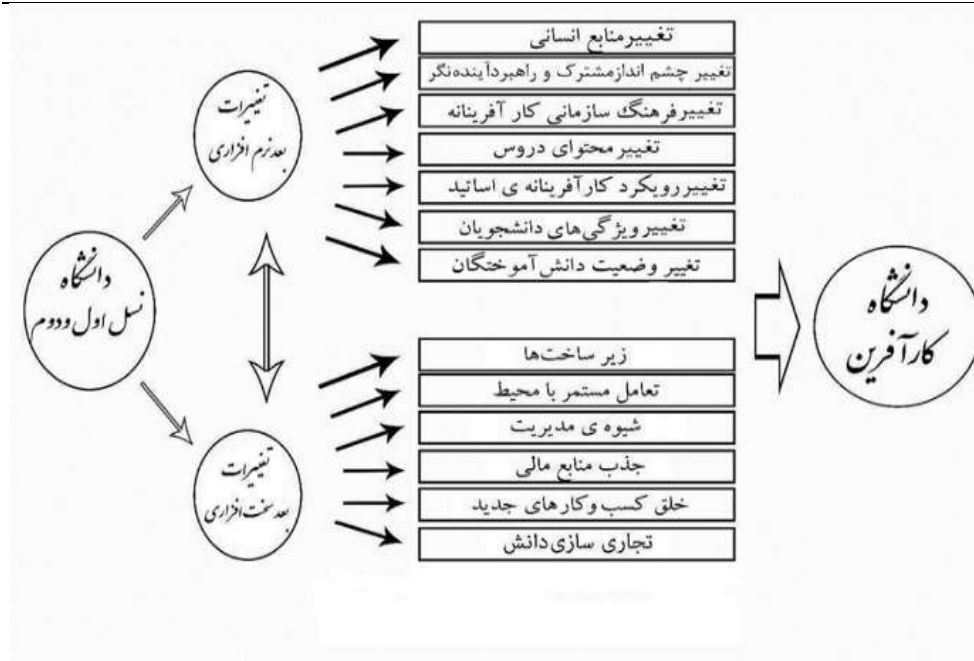 تغییرمنابع انسانی
تغییر چشم اندازمشترک و راهبردآینده‌نگر
تغییرفرهنگ سازمانی کار آفرینانه
تغییر محتوای دروس
تغییررویکرد کارآفرینانه ی اساتید
تغییر ویژگی‌های دانشجویان
تغییر وضعیت دانش‌آموختگان
تغییرات
بعد نرم افزاری
دانشگاه
نسل اول و دوم
دانشگاه
کارآفرین
زیر ساخت‌ها
تعامل مستمر با محیط
شیوه ی مدیریت
جذب منابع مالی
خلق کسب وکارهای جدید
تجاری سازی دانش
تغییرات
بعد سخت افزاری